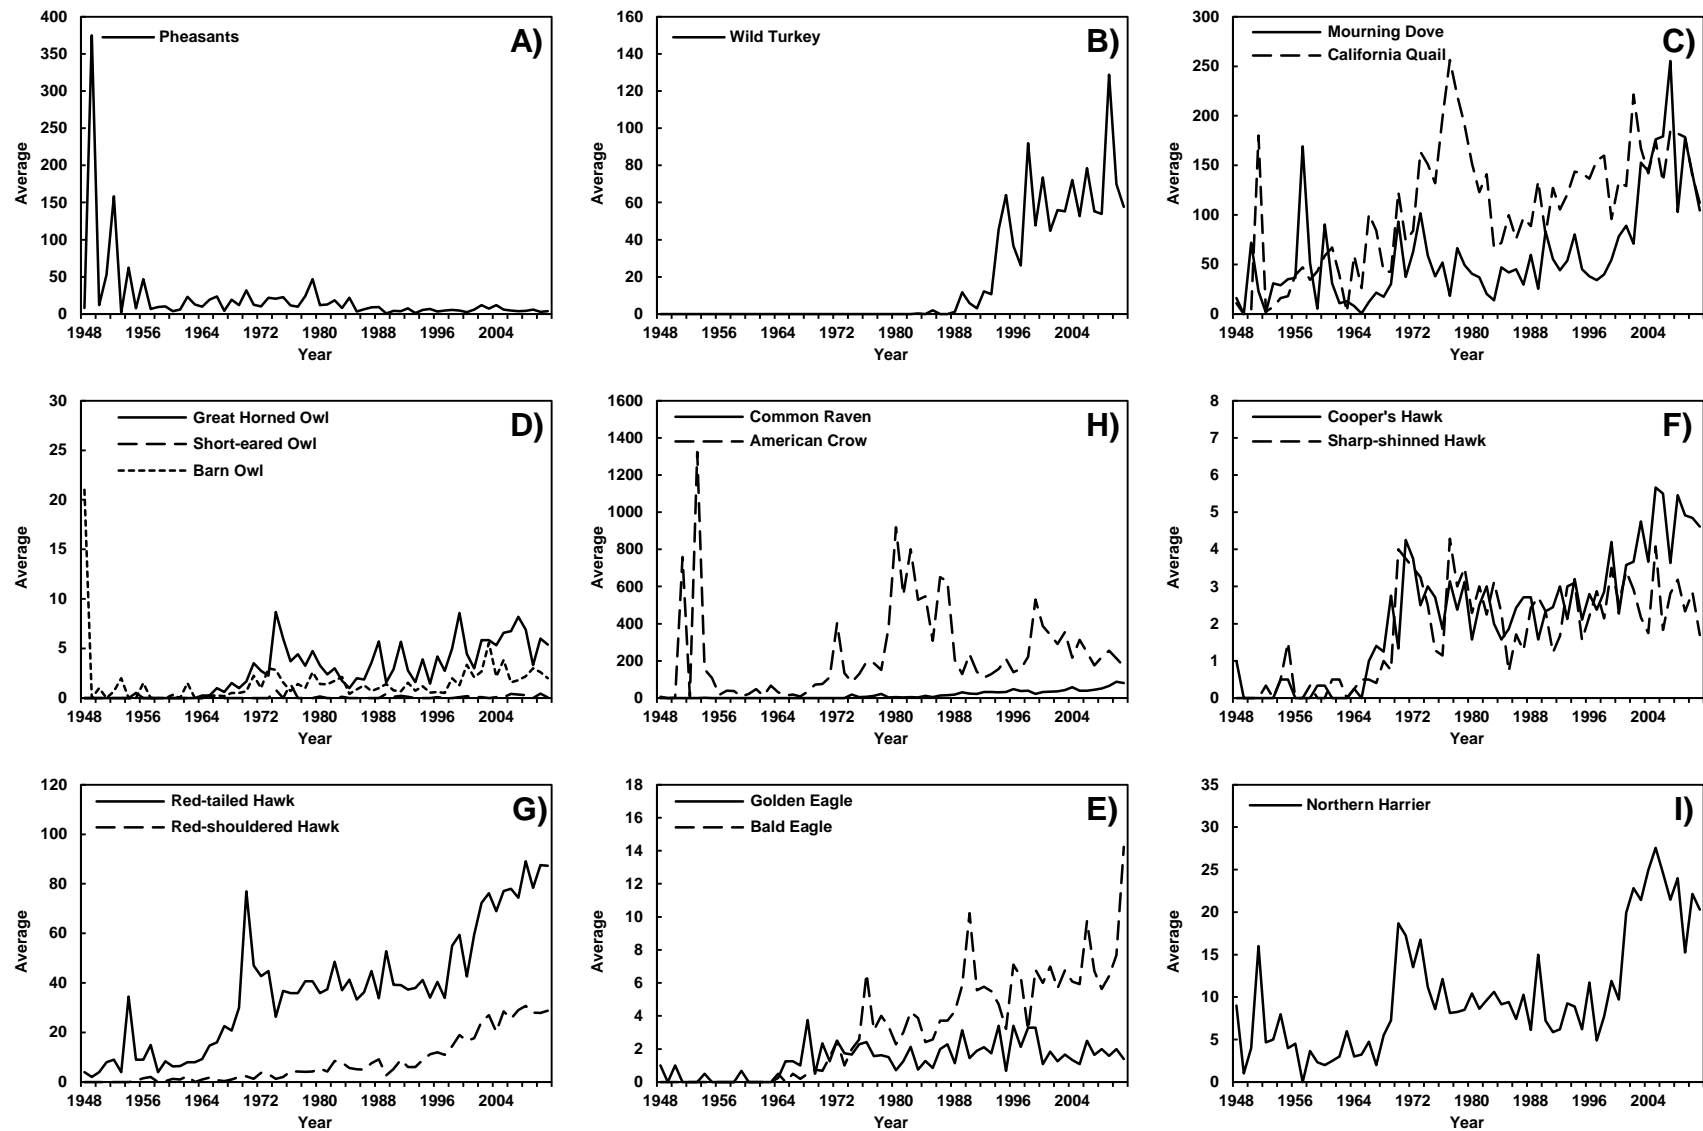 A)
Pheasants
Average
400
350
300
250
200
150
100
50
0
1948 1956 1964 1972 1980 1988 1996 2004
Year
B)
Wild Turkey
Average
160
140
120
100
80
60
40
20
0
1948 1956 1964 1972 1980 1988 1996 2004
Year
C)
Mourning Dove
California Quail
Average
300
250
200
150
100
50
0
1948 1956 1964 1972 1980 1988 1996 2004
Year
D)
Great Horned Owl
Short-eared Owl
Barn Owl
Average
30
25
20
15
10
5
0
1948 1956 1964 1972 1980 1988 1996 2004
Year
H)
Common Raven
American Crow
Average
1600
1400
1200
1000
800
600
400
200
0
1948 1956 1964 1972 1980 1988 1996 2004
Year
F)
Cooper's Hawk
Sharp-shinned Hawk
Average
8
7
6
5
4
3
2
1
0
1948 1956 1964 1972 1980 1988 1996 2004
Year
G)
Red-tailed Hawk
Red-shouldered Hawk
Average
120
100
80
60
40
20
0
1948 1956 1964 1972 1980 1988 1996 2004
Year
E)
Golden Eagle
Bald Eagle
Average
18
16
14
12
10
8
6
4
2
0
1948 1956 1964 1972 1980 1988 1996 2004
Year
I)
Northern Harrier
Average
35
30
25
20
15
10
5
0
1948 1956 1964 1972 1980 1988 1996 2004
Year